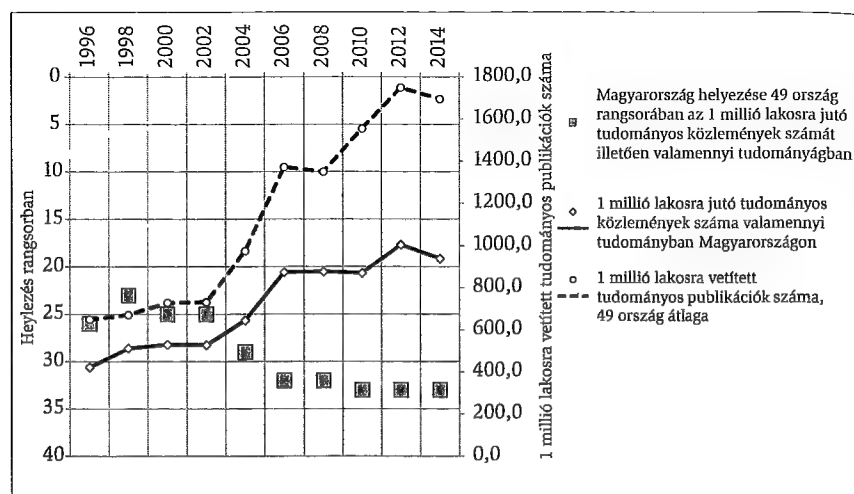 1996
1998
2000
2002
2004
2006
2008
2010
2012
2014
0
5
10
15
20
25
30
35
40
Heylezés rangsorban
1800,0
1600,0
1400,0
1200,0
1000,0
800,0
600,0
400,0
200,0
0,0
1 millió lakosra vetített tudományos publikációk száma
Magyarország helyezése 49 ország
rangsorában az 1 millió lakosra jutó
tudományos közlemények számát
illetően valamennyi tudományágban
1 millió lakosra jutó tudományos
közlemények száma valamennyi
tudományban Magyarországon
1 millió lakosra vetített
tudományos publikációk száma,
49 ország átlaga